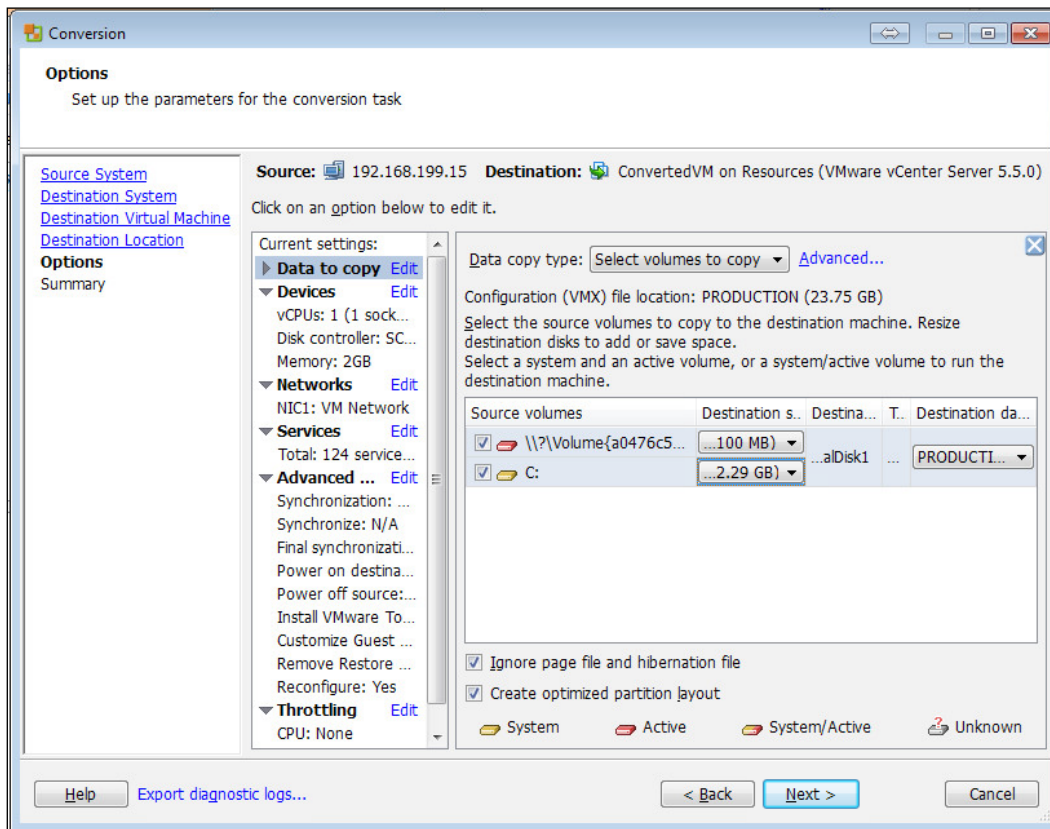 Conversion
Options
Set up the parameters for the conversion task
Source System
Destination System
Destination Virtual Machine
Destination Location
Options
Summary
Source: 192.168.199.15 Destination: ConvertedVM on Resources (VMware vCenter Server 5.5.0)
Click on an option below to edit it.
Current settings:
Data to copy Edit
Devices Edit
vCPUs: 1 (1 sock...
Disk controller: SC...
Memory: 2GB
Networks Edit
NIC1: VM Network
Services Edit
Total: 124 service...
Advanced ... Edit
Synchronization: ...
Synchronize: N/A
Final synchronizati...
Power on destina...
Power off source:...
Install VMware To...
Customize Guest ...
Remove Restore ...
Reconfigure: Yes
Throttling Edit
CPU: None
Data copy type: Select volumes to copy Advanced...
Configuration (VMX) file location: PRODUCTION (23.75 GB)
Select the source volumes to copy to the destination machine. Resize
destination disks to add or save space.
Select a system and an active volume, or a system/active volume to run the
destination machine.
Source volumes Destination s.. Destina... T.. Destination da...
\\?\Volume{a0476c5... ...100 MB)
...alDisk1 ... PRODUCTI...
C: ...2.29 GB)
Ignore page file and hibernation file
Create optimized partition layout
System Active System/Active Unknown
Help Export diagnostic logs... < Back Next > Cancel